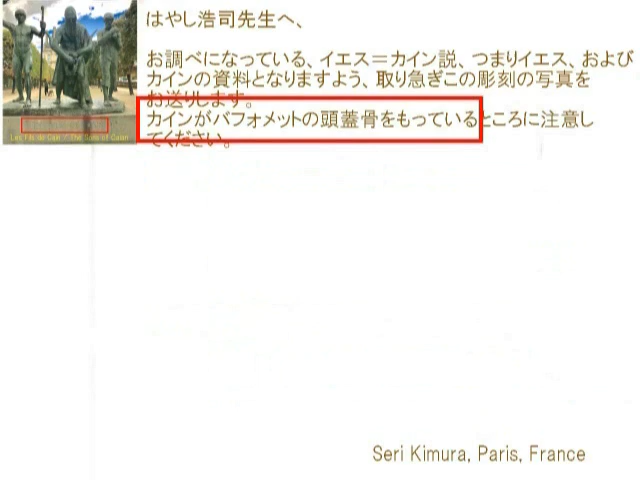 はやし浩司先生へ、
お調べになっている、イエス＝カイン説、つまりイエス、および
カインの資料となりますよう、取り急ぎこの彫刻の写真を
お送りします。
カインがバフォメットの頭蓋骨をもっているところに注意し
てください。
Les Fils de Cain / The Sons of Caien
Seri Kimura, Paris, France